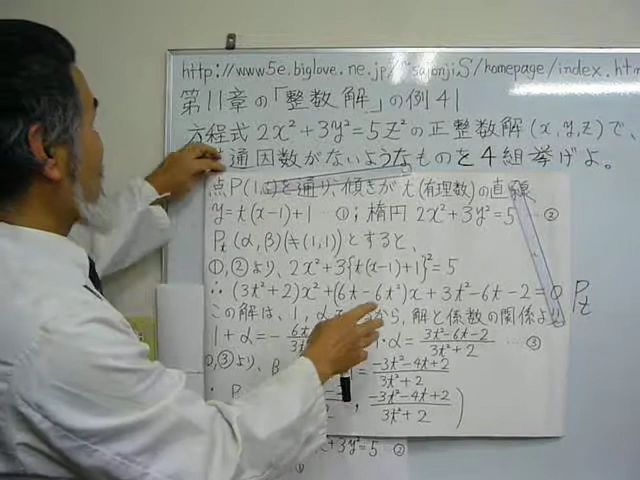 http://www5e.biglobe.ne.jp/ sajonjiS/homepage/index.htm
第11章の「整数解」の例41
方程式 2x²+3y²=5z² の正整数解(x,y,z)で、
通因数がないようなものを4組挙げよ。
点P(1, を通り、傾きが t(有理数)の直線
y=t(x-1)+1 ①; 楕円 2x²+3y²=5 ②
Pt(α,β)(≠(1,1))とすると、
①,②より、2x²+3{t(x-1)+1}²=5
∴ (3t²+2)x²+(6t-6t²)x+3t²-6t-2=0 Pt
この解は、1, から、解と係数の関係より
1+α=- ·α= (3t²-6t-2)/(3t²+2) … ③
,③より、β = (-3t²-4t+2)/(3t²+2)
∴ P , (-3t²-4t+2)/(3t²+2) )
+3y²=5 ②
①